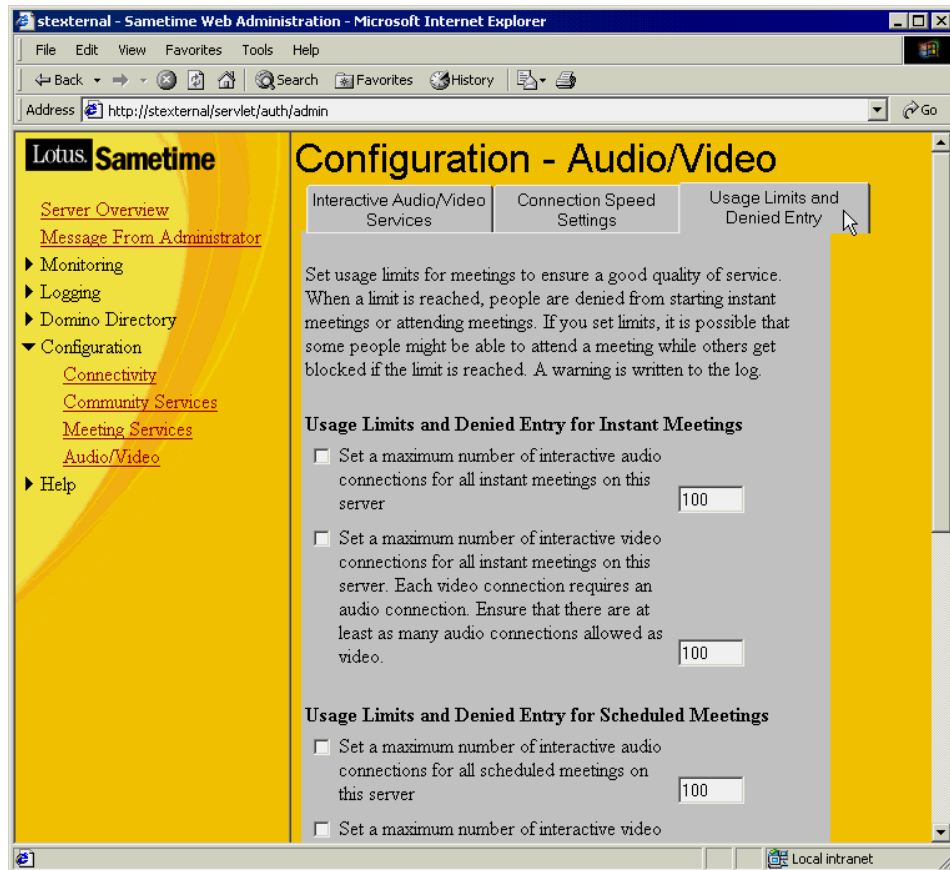 stexternal - Sametime Web Administration - Microsoft Internet Explorer
File Edit View Favorites Tools Help
Back Search Favorites History
Address http://stexternal/servlet/auth/admin Go
Lotus. Sametime
Server Overview
Message From Administrator
Monitoring
Logging
Domino Directory
Configuration
Connectivity
Community Services
Meeting Services
Audio/Video
Help
Configuration - Audio/Video
Interactive Audio/Video
Services
Connection Speed
Settings
Usage Limits and
Denied Entry
Set usage limits for meetings to ensure a good quality of service.
When a limit is reached, people are denied from starting instant
meetings or attending meetings. If you set limits, it is possible that
some people might be able to attend a meeting while others get
blocked if the limit is reached. A warning is written to the log.
Usage Limits and Denied Entry for Instant Meetings
Set a maximum number of interactive audio
connections for all instant meetings on this
server
100
Set a maximum number of interactive video
connections for all instant meetings on this
server. Each video connection requires an
audio connection. Ensure that there are at
least as many audio connections allowed as
video.
100
Usage Limits and Denied Entry for Scheduled Meetings
Set a maximum number of interactive audio
connections for all scheduled meetings on
this server
100
Set a maximum number of interactive video
Local intranet